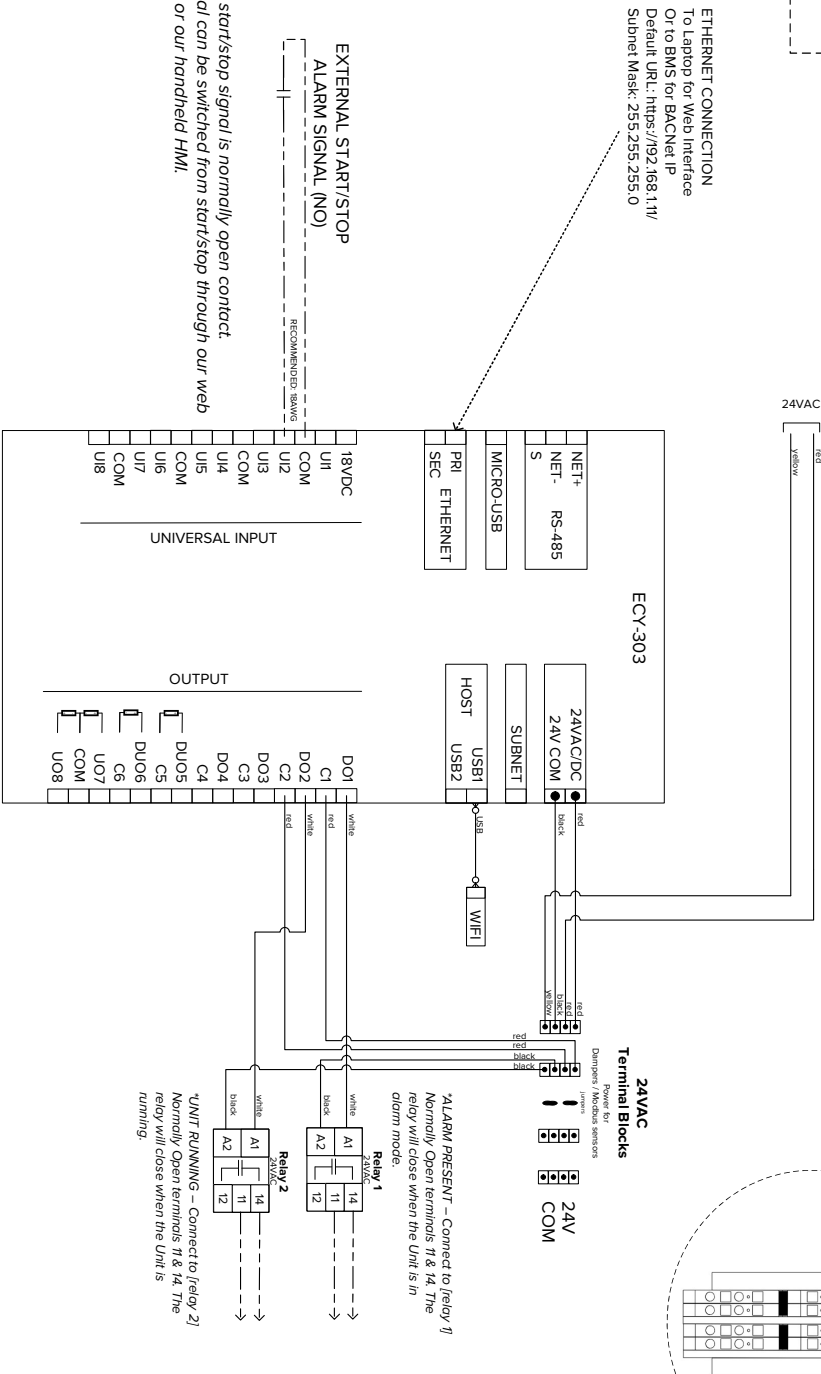 ETHERNET CONNECTION
To Laptop for Web Interface
Or to BMS for BACNet IP
Default URL: https://192.168.1.11/
Subnet Mask: 255.255.255.0
EXTERNAL START/STOP
ALARM SIGNAL (NO)
start/stop signal is normally open contact.
al can be switched from start/stop through our web
or our handheld HMI.
RECOMMENDED: 18AWG
24VAC
red
yellow
ECY-303
NET+
NET-
S
RS-485
MICRO-USB
PRI
SEC
ETHERNET
18VDC
UI1
COM
UI2
UI3
COM
UI4
UI5
COM
UI6
UI7
COM
UI8
UNIVERSAL INPUT
24VAC/DC
24V COM
SUBNET
HOST
USB1
USB2
OUTPUT
DO1
C1
DO2
C2
DO3
C3
DO4
C4
DUO5
C5
DUO6
C6
UO7
COM
UO8
red
black
USB
WIFI
white
red
white
red
red
red
black
yellow
red
red
black
black
24VAC
Terminal Blocks
Power for
Dampers / Modbus sensors
jumpers
24V
COM
white
black
A1
A2
14
11
12
Relay 1
24VAC
*ALARM PRESENT – Connect to [relay 1]
Normally Open terminals 11 & 14. The
relay will close when the Unit is in
alarm mode.
white
black
A1
A2
14
11
12
Relay 2
24VAC
*UNIT RUNNING – Connect to [relay 2]
Normally Open terminals 11 & 14. The
relay will close when the Unit is
running.